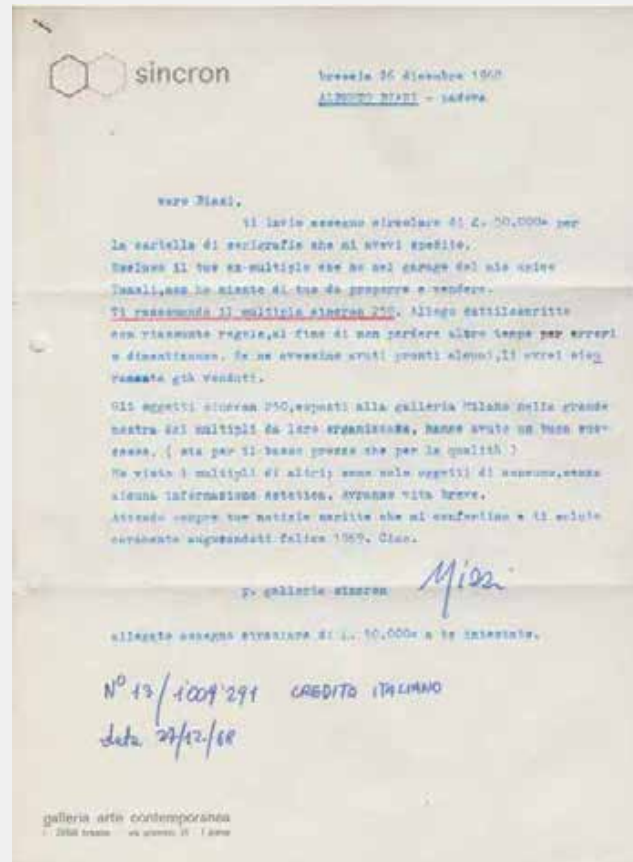 sincron
brescia 26 dicembre 1968
ALBERTO BIASI - padova
caro Biasi,
ti invio assegno circolare di £. 50.000= per
la cartella di serigrafie che mi avevi spedito.
Escluso il tuo ex-multiplo che ho nel garage del mio amico
non ho niente di tuo da proporre e vendere.
Ti raccomando il multiplo sincron 250. Allego dattiloscritto
con riassunte regole,al fine di non perdere altro tempo per errori
o dimenticanze. Se ne avessimo avuti pronti alcuni,li avrei sicu
ramente già venduti.
Gli oggetti sincron 250,esposti alla galleria Milano nella grande
mostra dei multipli da loro organizzata, hanno avuto un buon suc-
cesso. ( sia per il basso prezzo che per la qualità )
Ho visto i multipli di altri; sono solo oggetti di consumo,senza
alcuna informazione estetica. Avranno vita breve.
Attendo sempre tue notizie scritte che mi confortino e ti saluto
caramente augurandoti felice 1969. Ciao.
p. galleria sincron
allegato assegno circolare di £. 50.000= a te intestato.
N° 13/1009291 CREDITO ITALIANO
data 27/12/68
galleria arte contemporanea
brescia via